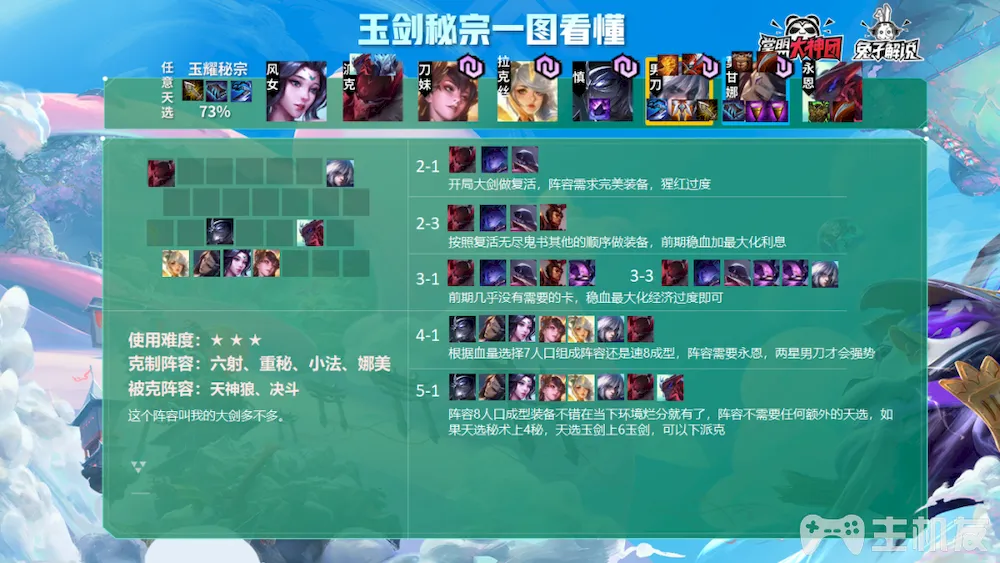 玉剑秘宗一图看懂
掌盟大神团
兔子解说
任意天选
玉耀秘宗
73%
风女
派克
刀妹
拉克丝
慎
男刀
甘娜
永恩
2-1
开局大剑做复活，阵容需求完美装备，猩红过度
2-3
按照复活无尽鬼书其他的顺序做装备，前期稳血加最大化利息
3-1
3-3
前期几乎没有需要的卡，稳血最大化经济过度即可
4-1
根据血量选择7人口组成阵容还是速8成型，阵容需要永恩，两星男刀才会强势
5-1
阵容8人口成型装备不错在当下环境烂分就有了，阵容不需要任何额外的天选，如
果天选秘术上4秘，天选玉剑上6玉剑，可以下派克
使用难度：★ ★ ★
克制阵容：六射、重秘、小法、娜美
被克阵容：天神狼、决斗
这个阵容叫我的大剑多不多。
主机友